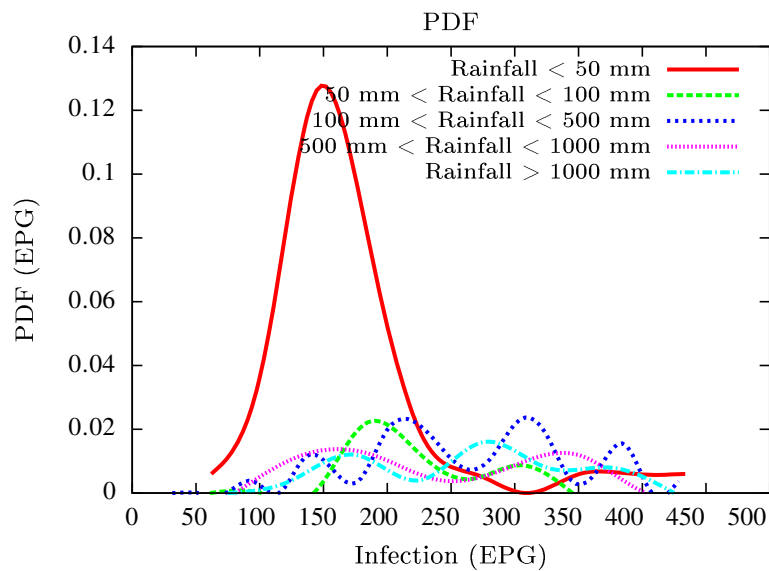 PDF
0.14
0.12
0.1
0.08
0.06
0.04
0.02
0
PDF (EPG)
Rainfall < 50 mm
50 mm < Rainfall < 100 mm
100 mm < Rainfall < 500 mm
500 mm < Rainfall < 1000 mm
Rainfall > 1000 mm
0 50 100 150 200 250 300 350 400 450 500
Infection (EPG)